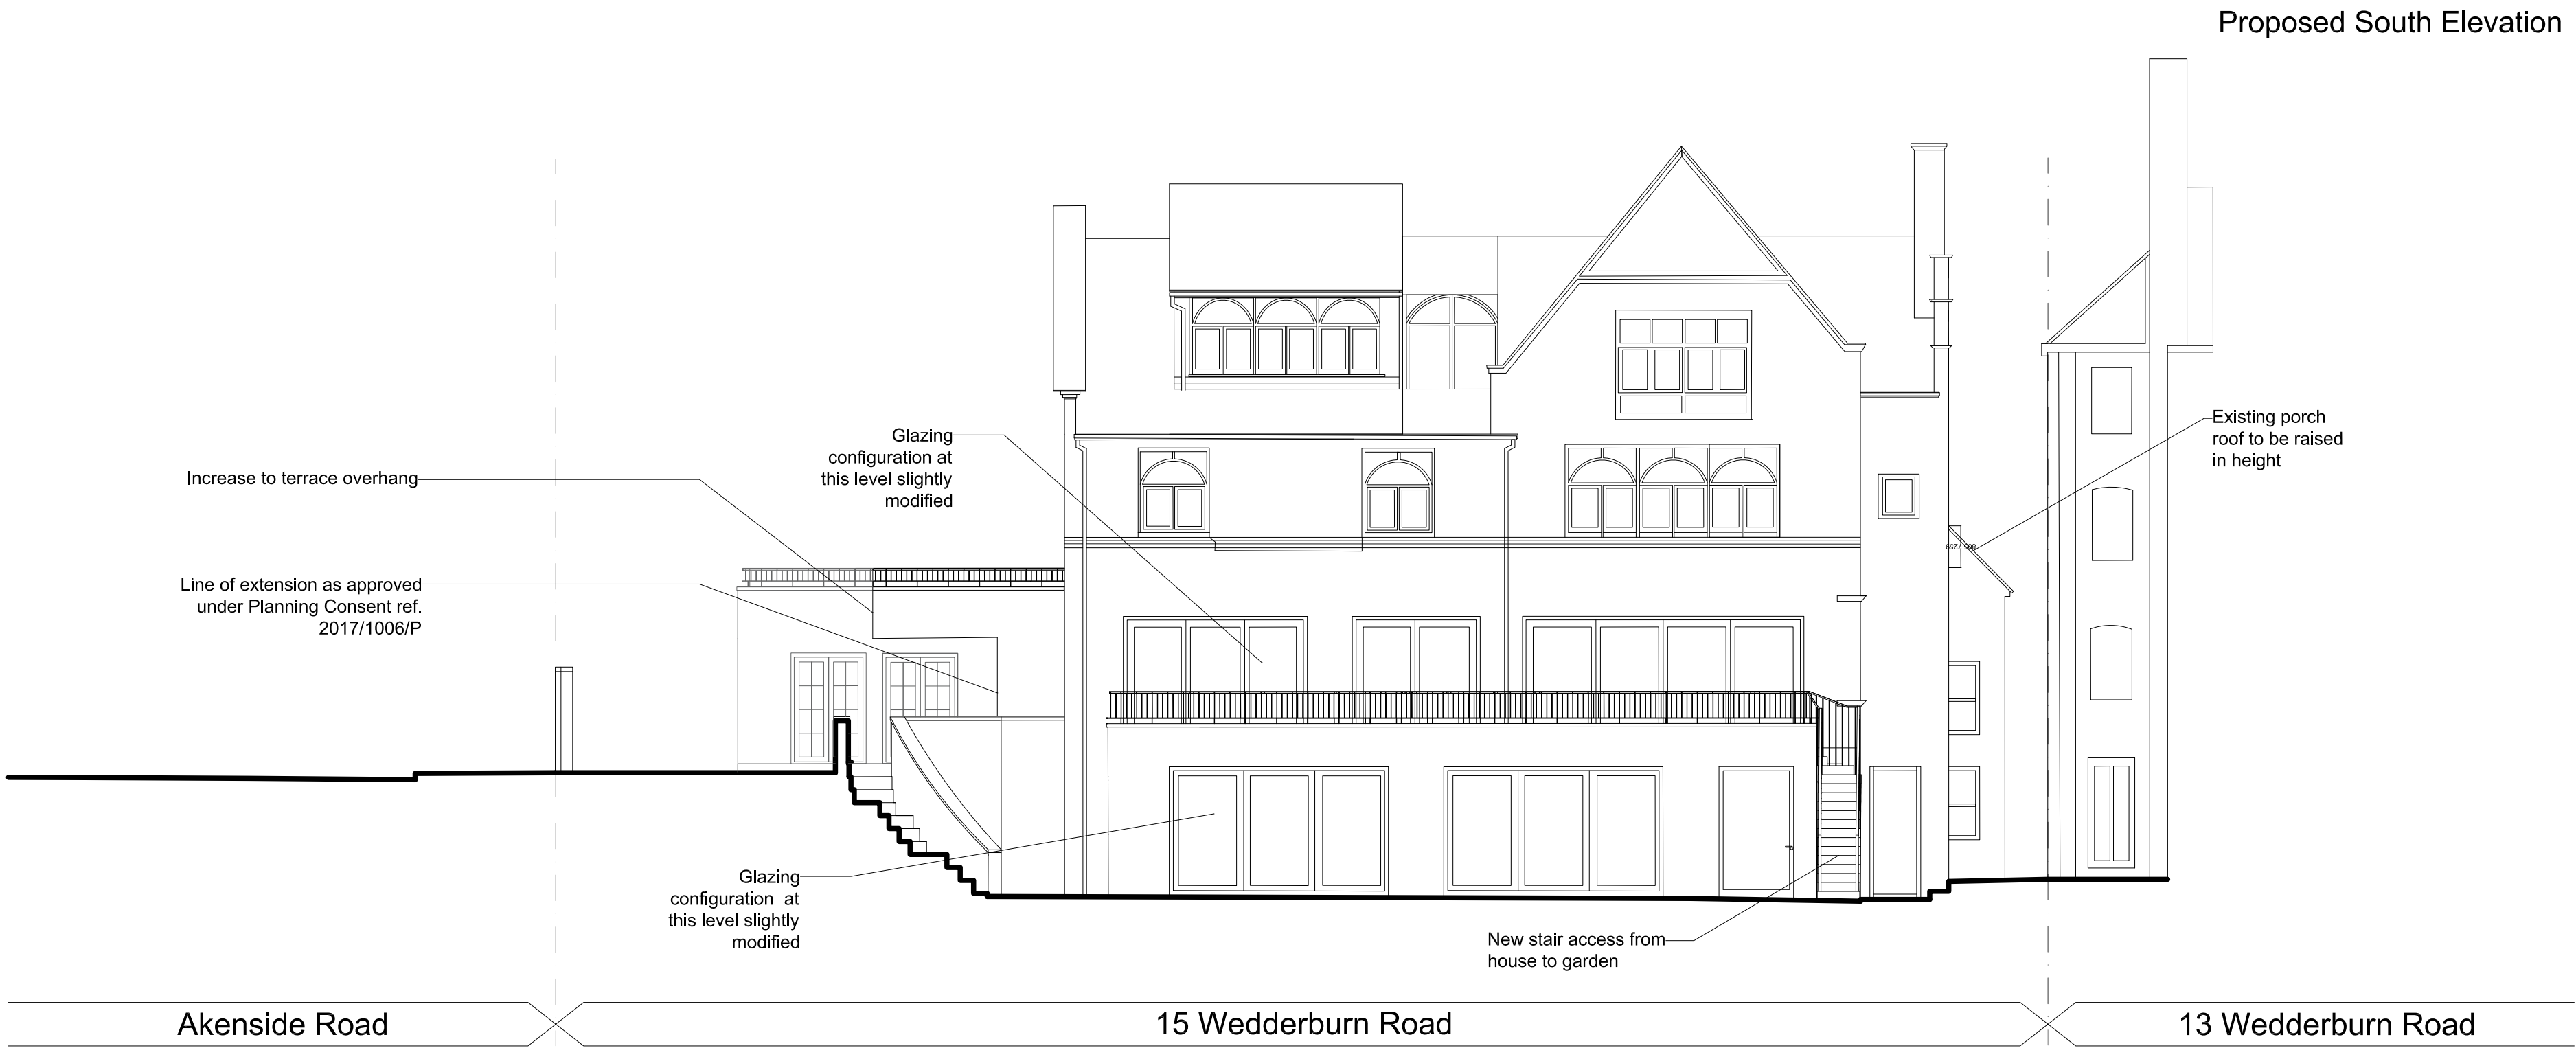 Proposed South Elevation
Existing porch
roof to be raised
in height
Glazing
configuration at
this level slightly
modified
Increase to terrace overhang
Line of extension as approved
under Planning Consent ref.
2017/1006/P
Glazing
configuration at
this level slightly
modified
New stair access from
house to garden
Akenside Road
15 Wedderburn Road
13 Wedderburn Road